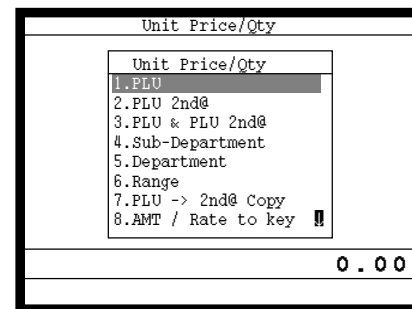 Unit Price/Qty
Unit Price/Qty
1.PLU
2.PLU 2nd@
3.PLU & PLU 2nd@
4.Sub-Department
5.Department
6.Range
7.PLU -> 2nd@ Copy
8.AMT / Rate to key
0.00